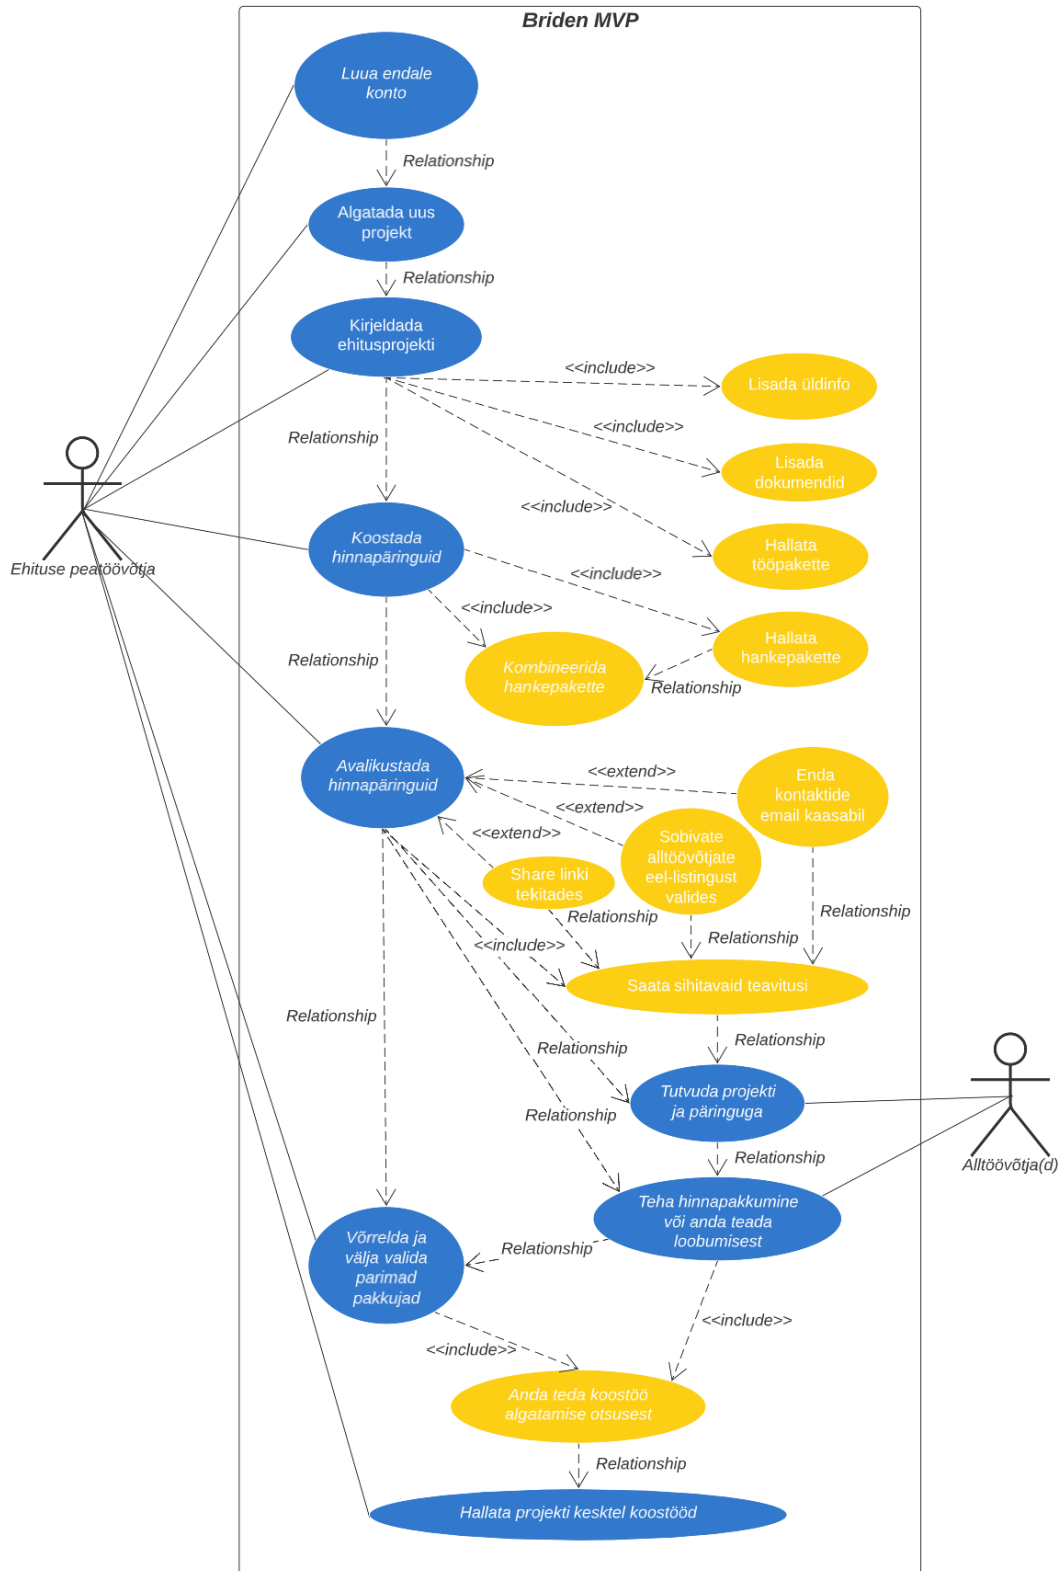 Briden MVP
Luua endale
konto
Relationship
Algatada uus
projekt
Relationship
Kirjeldada
ehitusprojekti
<<include>>
Lisada üldinfo
<<include>>
Relationship
Lisada
dokumendid
<<include>>
Ehituse peatöövõtja
Koostada
hinnapäringuid
Hallata
tööpakette
<<include>>
<<include>>
Hallata
hankepakette
Relationship
Kombineerida
hankepakette
Relationship
Avalikustada
hinnapäringuid
<<extend>>
Enda
kontaktide
email kaasabil
<<extend>>
<<extend>>
Sobivate
alltöövõtjate
eel-listingust
valides
Share linki
tekitades
Relationship
Relationship
Relationship
<<include>>
Saata sihitavaid teavitusi
Relationship
Relationship
Relationship
Tutvuda projekti
ja päringuga
Relationship
Relationship
Alltöövõtja(d)
Teha hinnapakkumine
või anda teada
loobumisest
Relationship
Võrrelda ja
välja valida
parimad
pakkujad
<<include>>
<<include>>
Anda teda koostöö
algatamise otsusest
Relationship
Hallata projekti kesktel koostööd